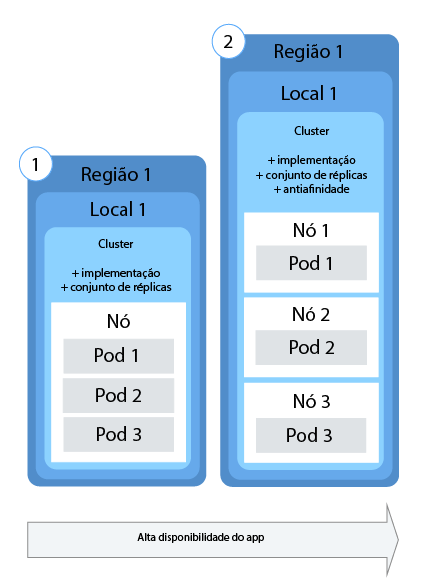 1
Região 1
Local 1
Cluster
+ implementação
+ conjunto de réplicas
Nó
Pod 1
Pod 2
Pod 3
2
Região 1
Local 1
Cluster
+ implementação
+ conjunto de réplicas
+ antiafinidade
Nó 1
Pod 1
Nó 2
Pod 2
Nó 3
Pod 3
Alta disponibilidade do app